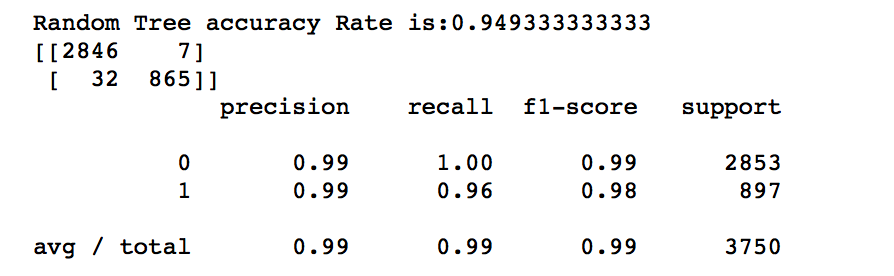 Random Tree accuracy Rate is:0.949333333333
[[2846    7]
 [  32  865]]
             precision    recall  f1-score   support

          0       0.99      1.00      0.99      2853
          1       0.99      0.96      0.98       897

avg / total       0.99      0.99      0.99      3750